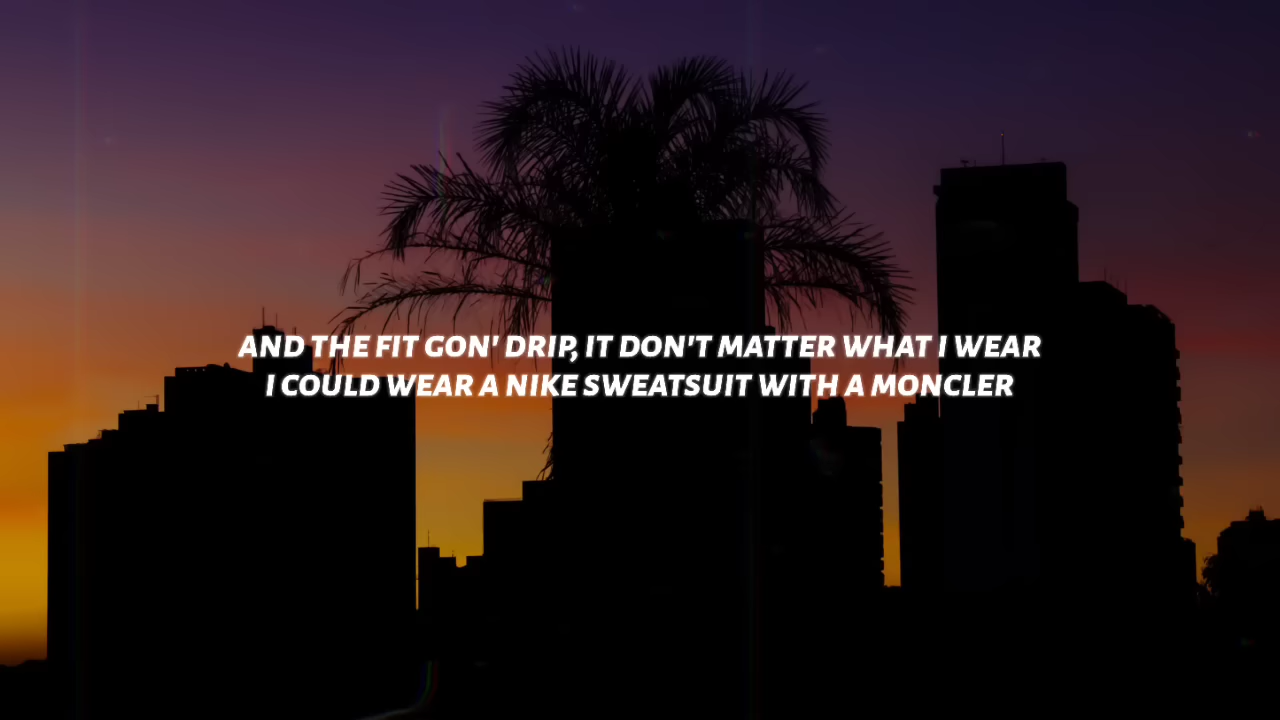 AND THE FIT GON' DRIP, IT DON'T MATTER WHAT I WEAR
I COULD WEAR A NIKE SWEATSUIT WITH A MONCLER